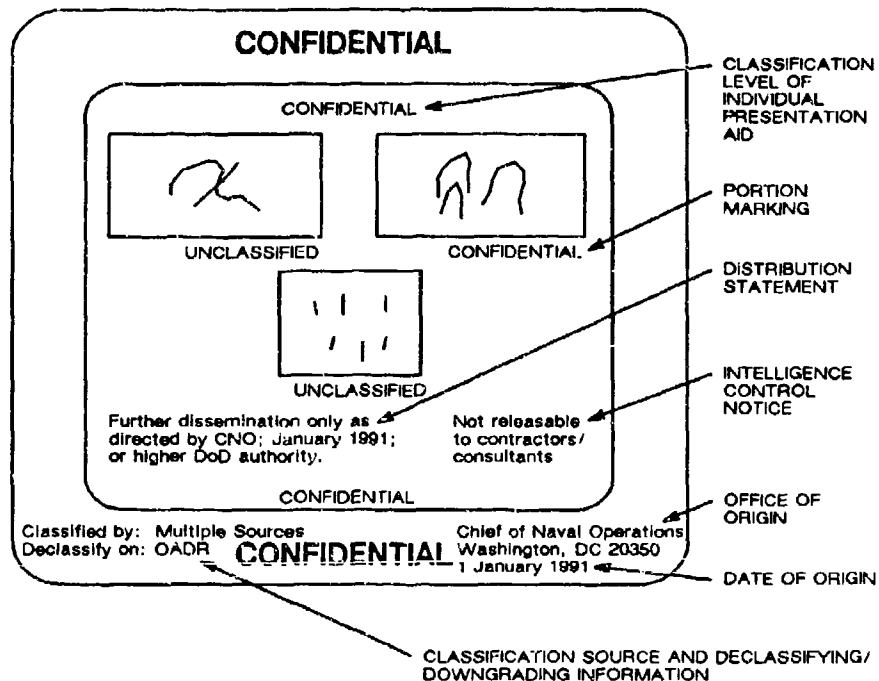 CONFIDENTIAL
CONFIDENTIAL
UNCLASSIFIED
CONFIDENTIAL
UNCLASSIFIED
Further dissemination only as
directed by CNO; January 1991;
or higher DoD authority.
Not releasable
to contractors/
consultants
CONFIDENTIAL
Classified by: Multiple Sources
Declassify on: OADR
CONFIDENTIAL
Chief of Naval Operations
Washington, DC 20350
1 January 1991
CLASSIFICATION
LEVEL OF
INDIVIDUAL
PRESENTATION
AID
PORTION
MARKING
DISTRIBUTION
STATEMENT
INTELLIGENCE
CONTROL
NOTICE
OFFICE OF
ORIGIN
DATE OF ORIGIN
CLASSIFICATION SOURCE AND DECLASSIFYING/
DOWNGRADING INFORMATION